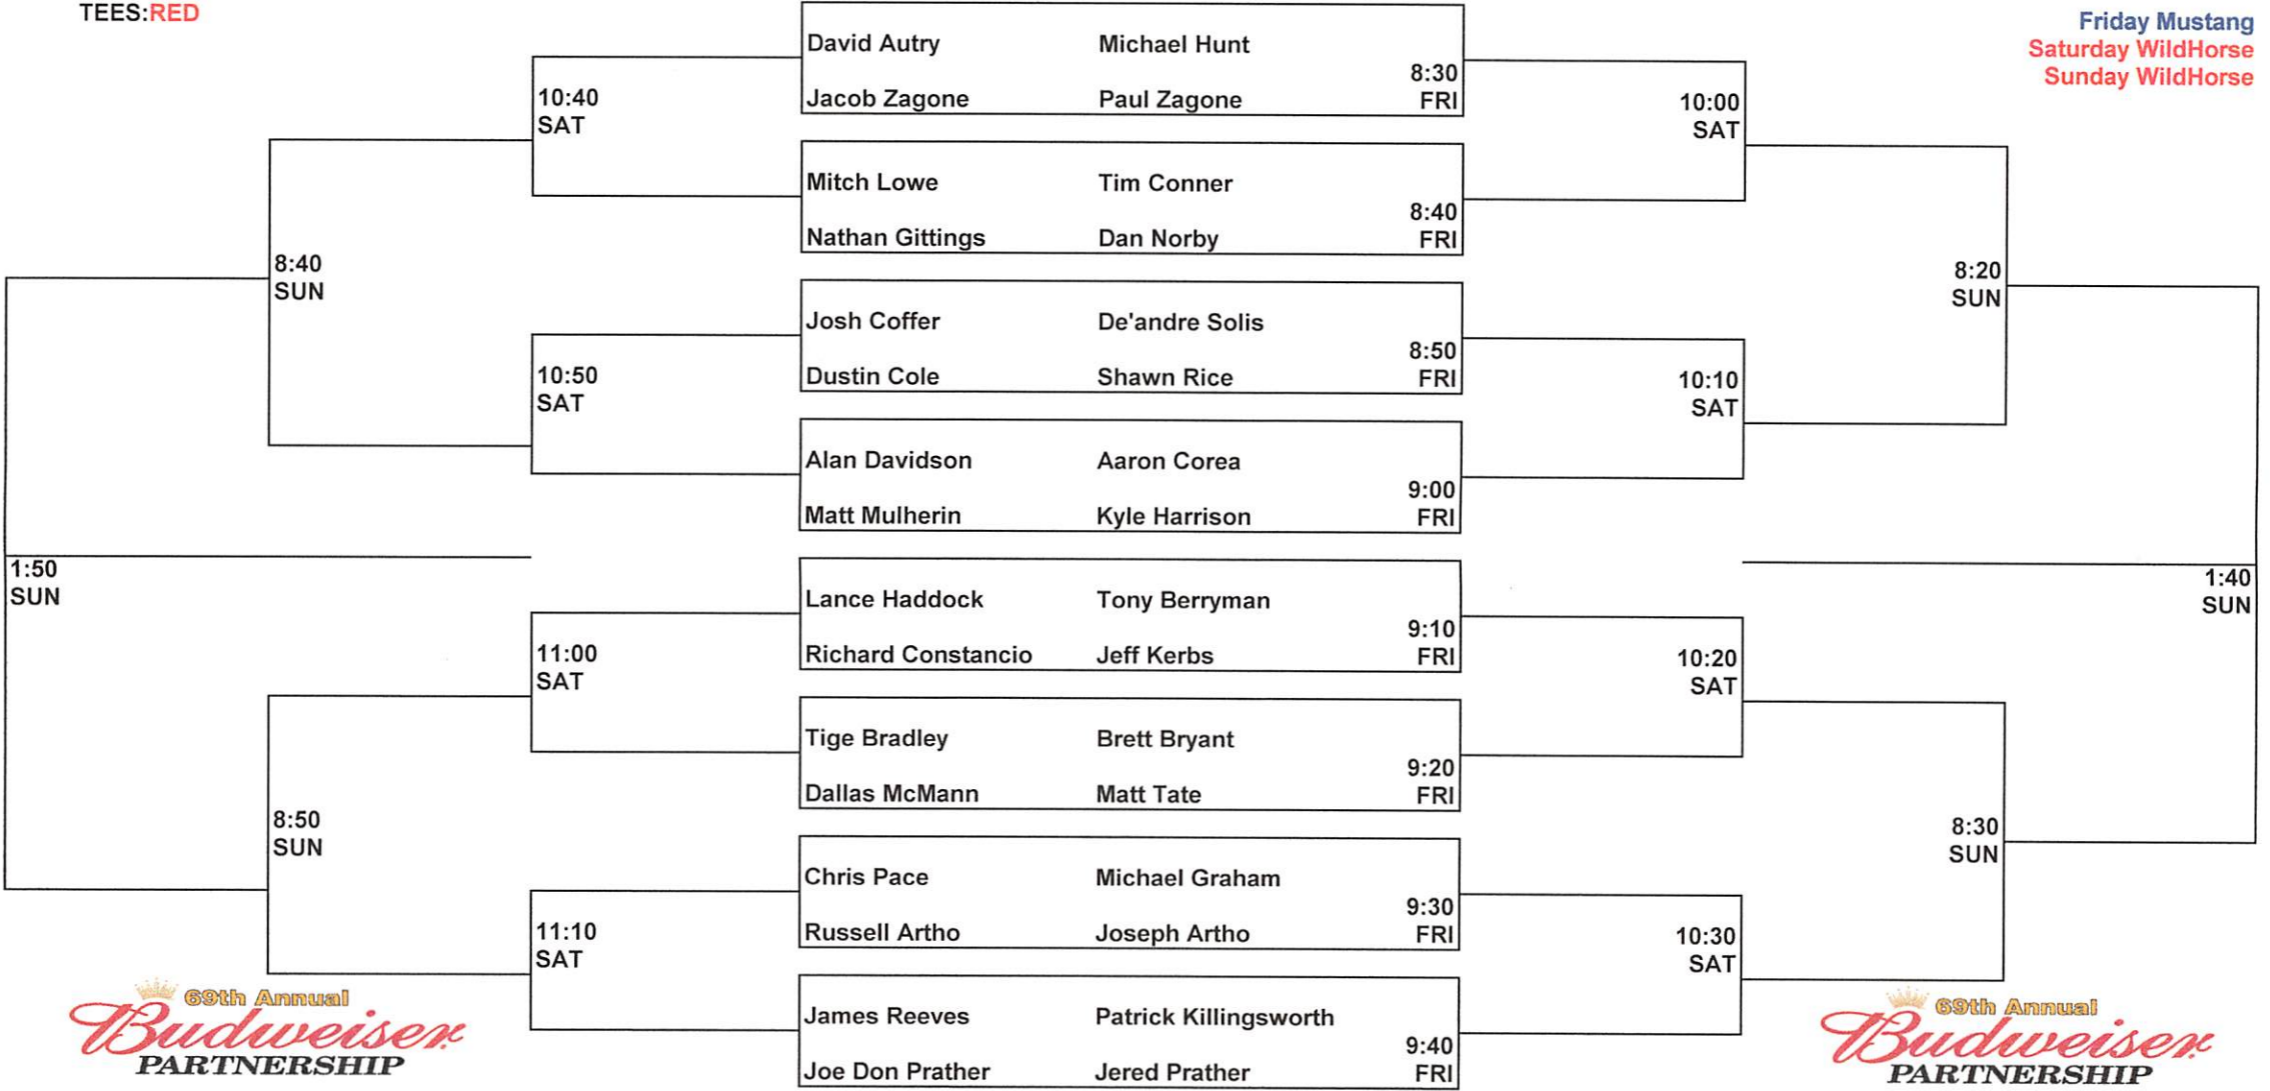 TEES:RED
Friday Mustang
Saturday WildHorse
Sunday WildHorse
David Autry Michael Hunt
8:30
Jacob Zagone Paul Zagone FRI
Mitch Lowe Tim Conner
8:40
Nathan Gittings Dan Norby FRI
Josh Coffer De'andre Solis
8:50
Dustin Cole Shawn Rice FRI
Alan Davidson Aaron Corea
9:00
Matt Mulherin Kyle Harrison FRI
Lance Haddock Tony Berryman
9:10
Richard Constancio Jeff Kerbs FRI
Tige Bradley Brett Bryant
9:20
Dallas McMann Matt Tate FRI
Chris Pace Michael Graham
9:30
Russell Artho Joseph Artho FRI
James Reeves Patrick Killingsworth
9:40
Joe Don Prather Jered Prather FRI
10:40
SAT
10:50
SAT
11:00
SAT
11:10
SAT
8:40
SUN
8:50
SUN
1:50
SUN
10:00
SAT
10:10
SAT
10:20
SAT
10:30
SAT
8:20
SUN
8:30
SUN
1:40
SUN
69th Annual
Budweiser
PARTNERSHIP
69th Annual
Budweiser
PARTNERSHIP